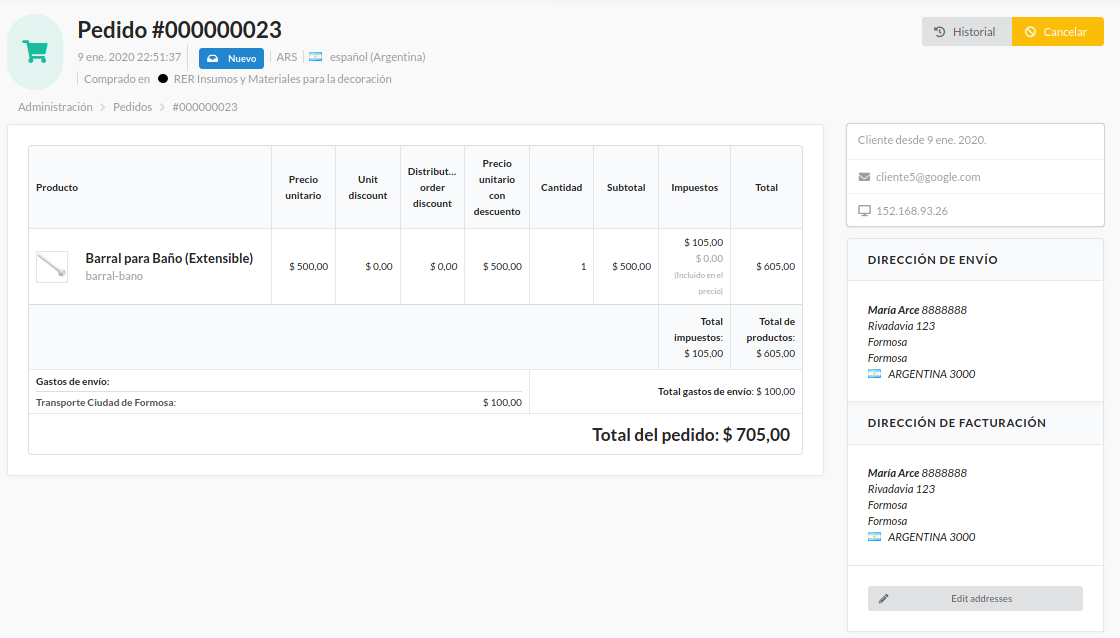 Pedido #000000023
9 ene. 2020 22:51:37
Nuevo
ARS
español (Argentina)
Comprado en
RER Insumos y Materiales para la decoración
Historial
Cancelar
Administración
Pedidos
#000000023
Producto
Precio
unitario
Unit
discount
Distribut...
order
discount
Precio
unitario
con
descuento
Cantidad
Subtotal
Impuestos
Total
Barral para Baño (Extensible)
barral-bano
$ 500,00
$ 0,00
$ 0,00
$ 500,00
1
$ 500,00
$ 105,00
$ 0,00
(Incluido en el
precio)
$ 605,00
Total
impuestos:
$ 105,00
Total de
productos:
$ 605,00
Gastos de envío:
Transporte Ciudad de Formosa:
$ 100,00
Total gastos de envío: $ 100,00
Total del pedido: $ 705,00
Cliente desde 9 ene. 2020.
cliente5@google.com
152.168.93.26
DIRECCIÓN DE ENVÍO
María Arce 8888888
Rivadavia 123
Formosa
Formosa
ARGENTINA 3000
DIRECCIÓN DE FACTURACIÓN
María Arce 8888888
Rivadavia 123
Formosa
Formosa
ARGENTINA 3000
Edit addresses